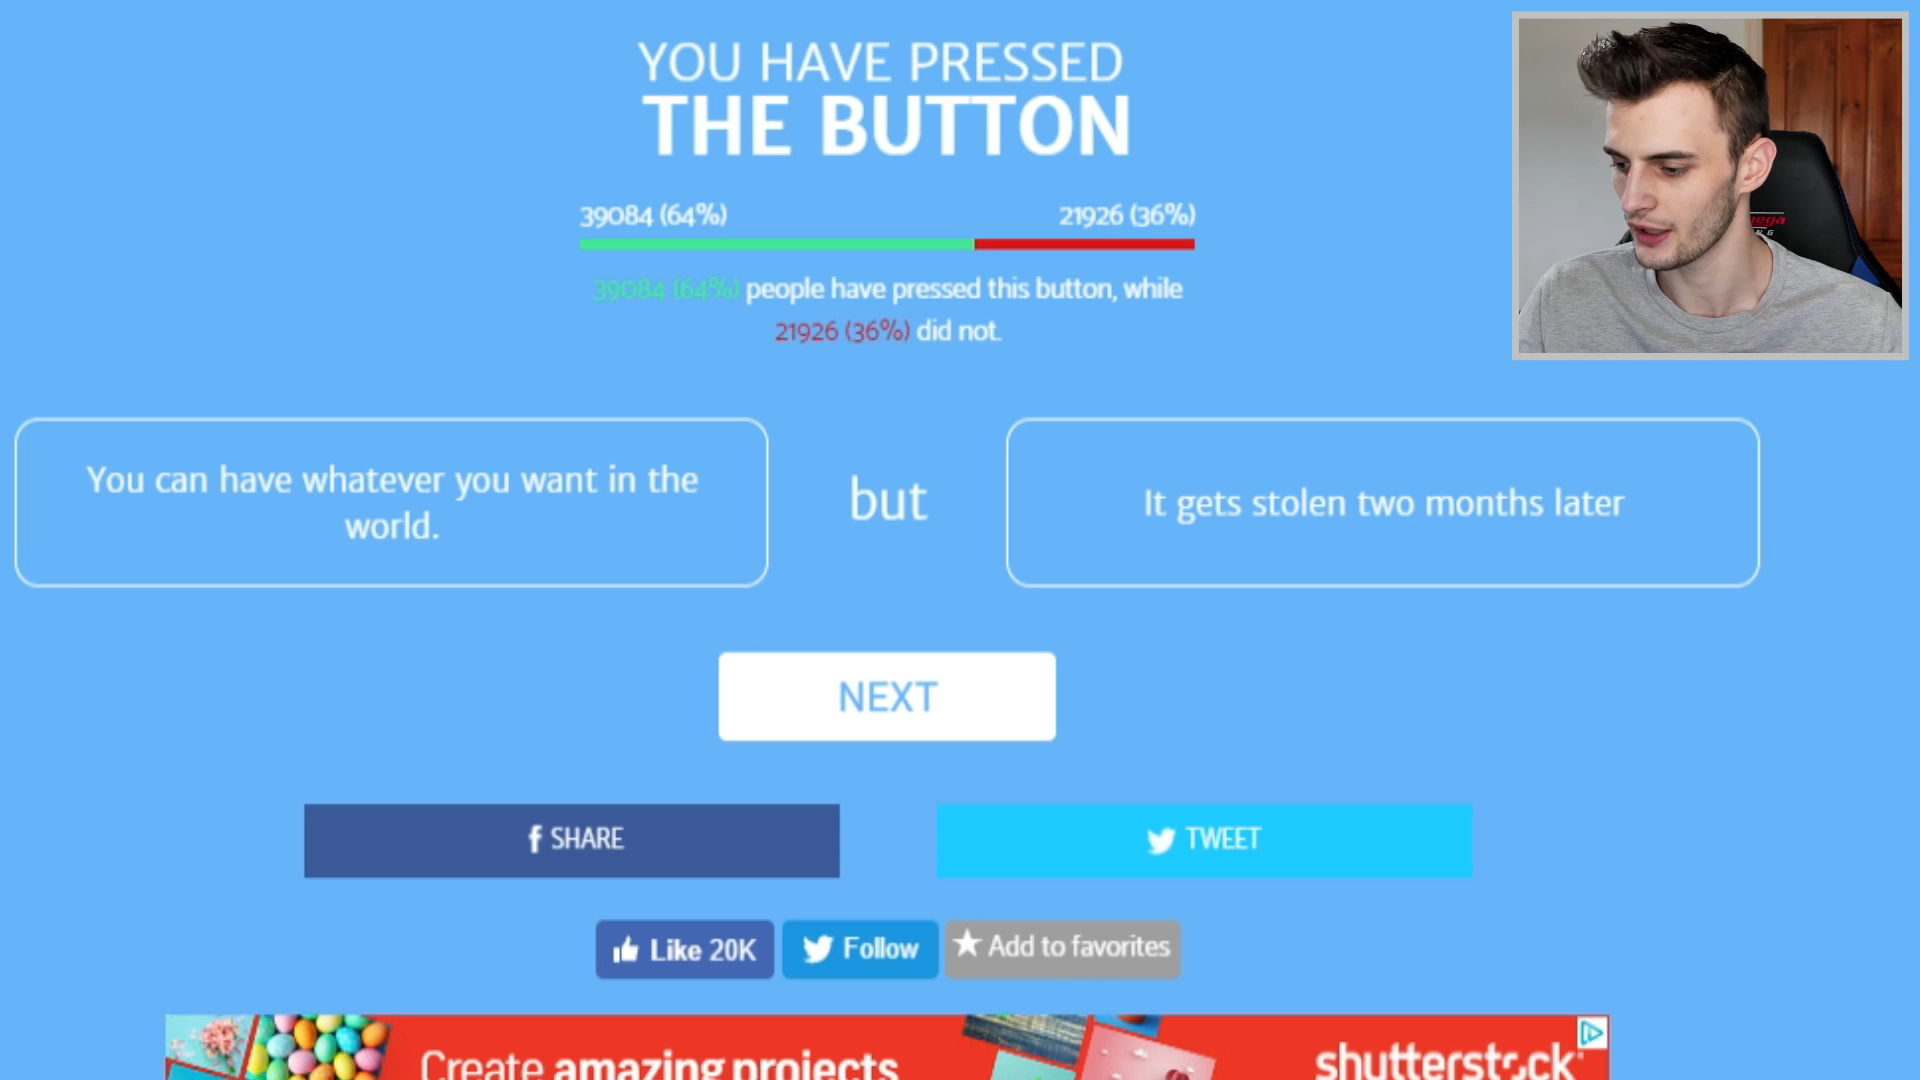 YOU HAVE PRESSED
THE BUTTON
39084 (64%)
21926 (36%)
39084 (64%) people have pressed this button, while
21926 (36%) did not.
You can have whatever you want in the
world.
but
It gets stolen two months later
NEXT
SHARE
TWEET
Like 20K
Follow
Add to favorites
Create amazing projects
shutterstock